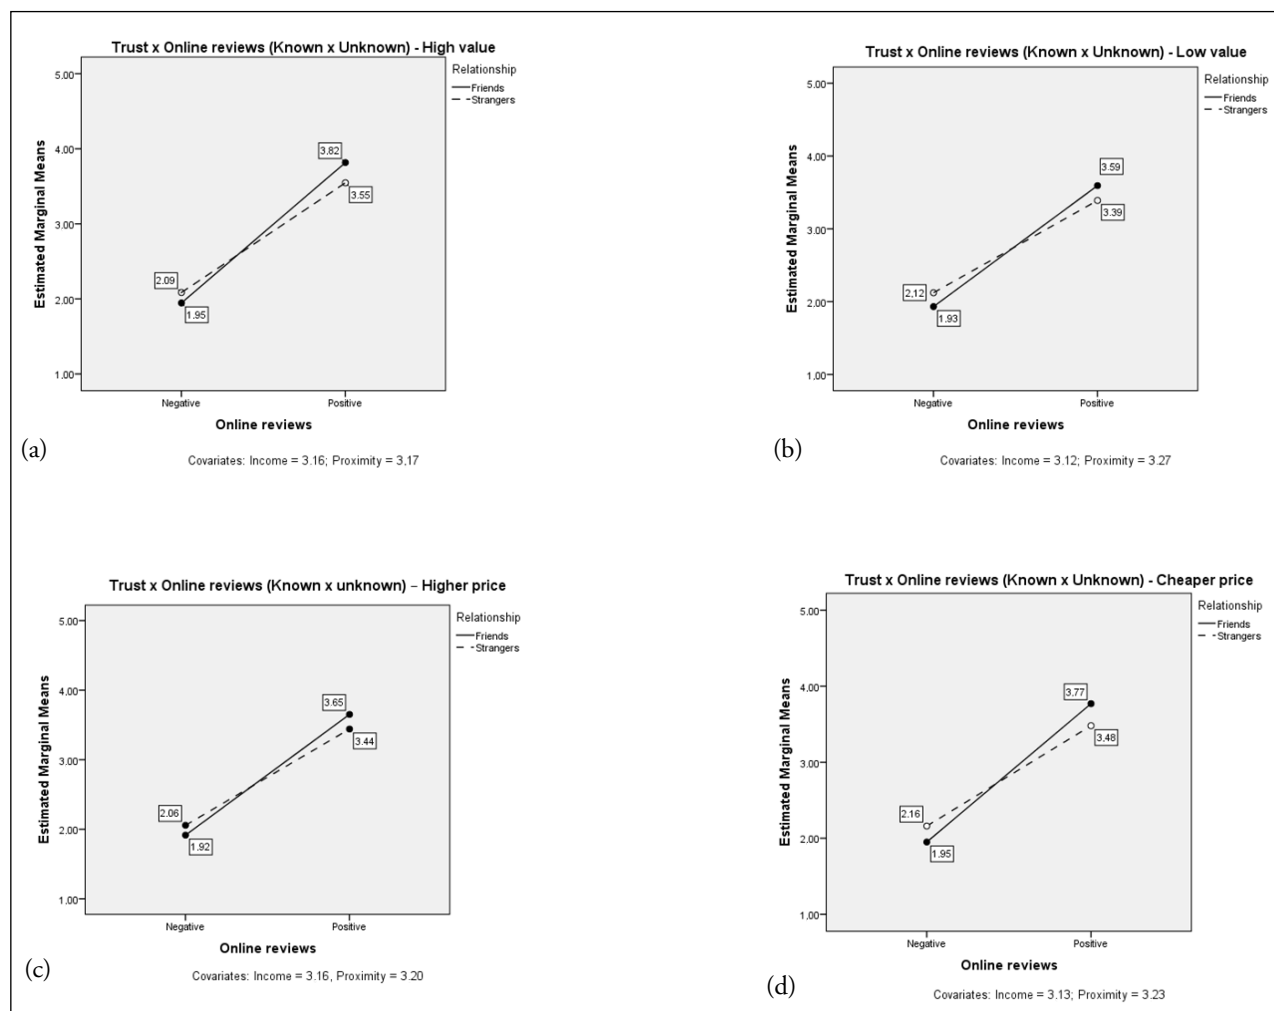 Trust x Online reviews (Known x Unknown) - High value
Relationship
Friends
Strangers
5.00
4.00
3.00
2.00
1.00
Estimated Marginal Means
3.82
3.55
2.09
1.95
Negative
Positive
Online reviews
(a)
Covariates: Income = 3.16; Proximity = 3,17
Trust x Online reviews (Known x Unknown) - Low value
Relationship
Friends
Strangers
5.00
4.00
3.00
2.00
1.00
Estimated Marginal Means
3.59
3.39
2,12
1.93
Negative
Positive
Online reviews
(b)
Covariates: Income = 3.12; Proximity = 3.27
Trust x Online reviews (Known x unknown) – Higher price
Relationship
Friends
Strangers
5.00
4.00
3.00
2.00
1.00
Estimated Marginal Means
3.65
3.44
2.06
1.92
Negative
Positive
Online reviews
(c)
Covariates: Income = 3.16, Proximity = 3.20
Trust x Online reviews (Known x Unknown) - Cheaper price
Relationship
Friends
Strangers
5.00
4.00
3.00
2.00
1.00
Estimated Marginal Means
3,77
3.48
2.16
1.95
Negative
Positive
Online reviews
(d)
Covariates: Income = 3.13; Proximity = 3.23